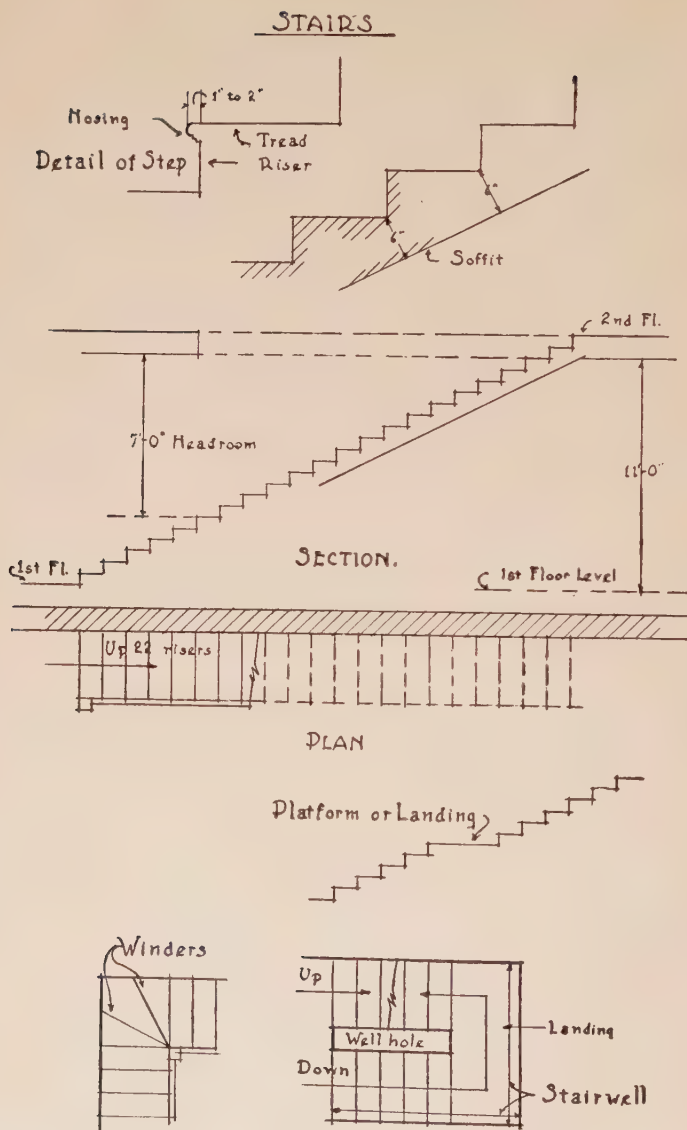 STAIRS
1" to 2"
Nosing
Tread
Detail of Step
Riser
6"
6"
Soffit
2nd Fl.
7'-0" Headroom
11'-0"
1st Fl.
SECTION.
1st Floor Level
Up 22 risers
PLAN
Platform or Landing
Winders
Up
Landing
Well hole
Down
Stairwell